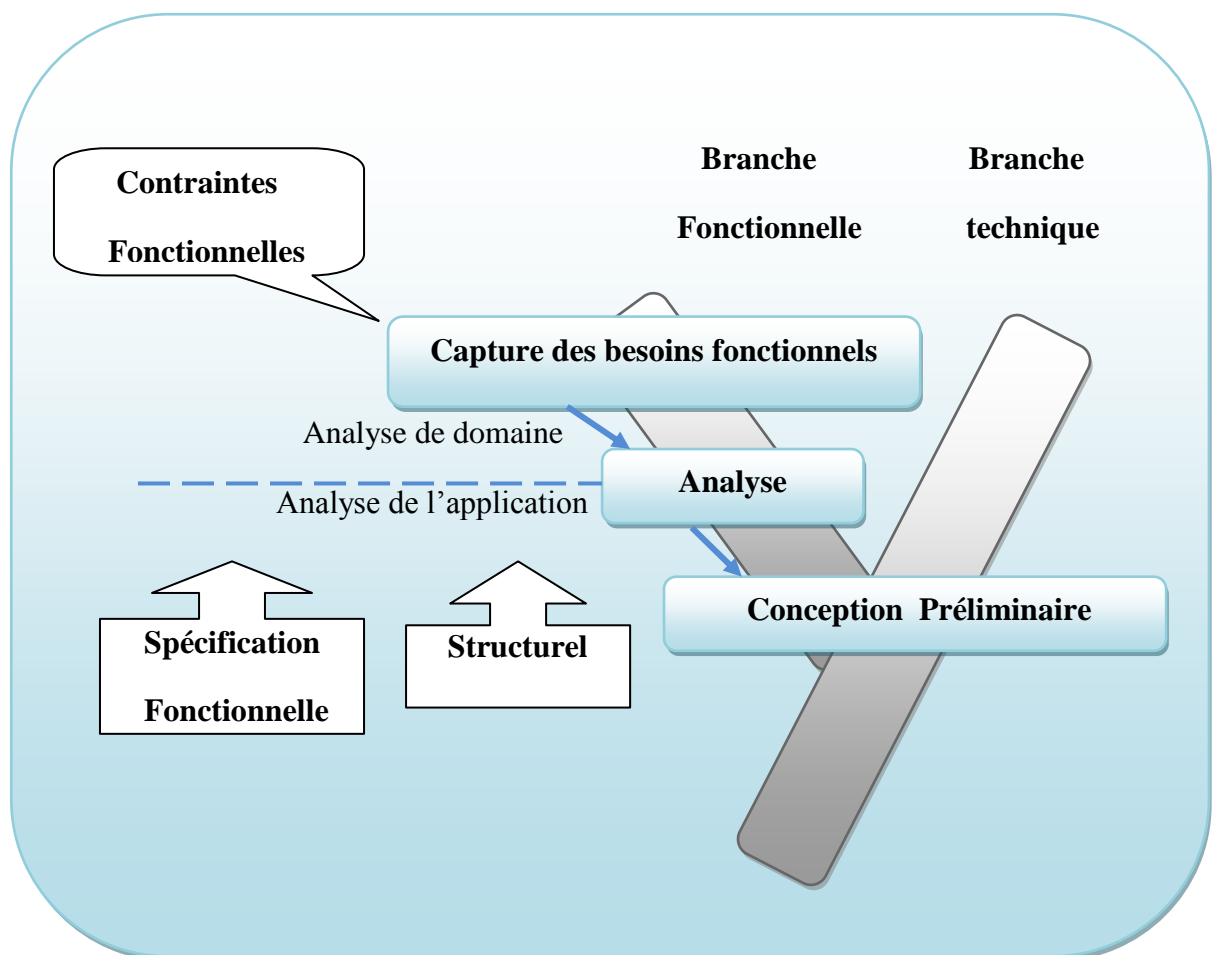 Branche
Fonctionnelle
Branche
technique
Contraintes
Fonctionnelles
Capture des besoins fonctionnels
Analyse de domaine
Analyse
Analyse de l’application
Conception Préliminaire
Spécification
Fonctionnelle
Structurel